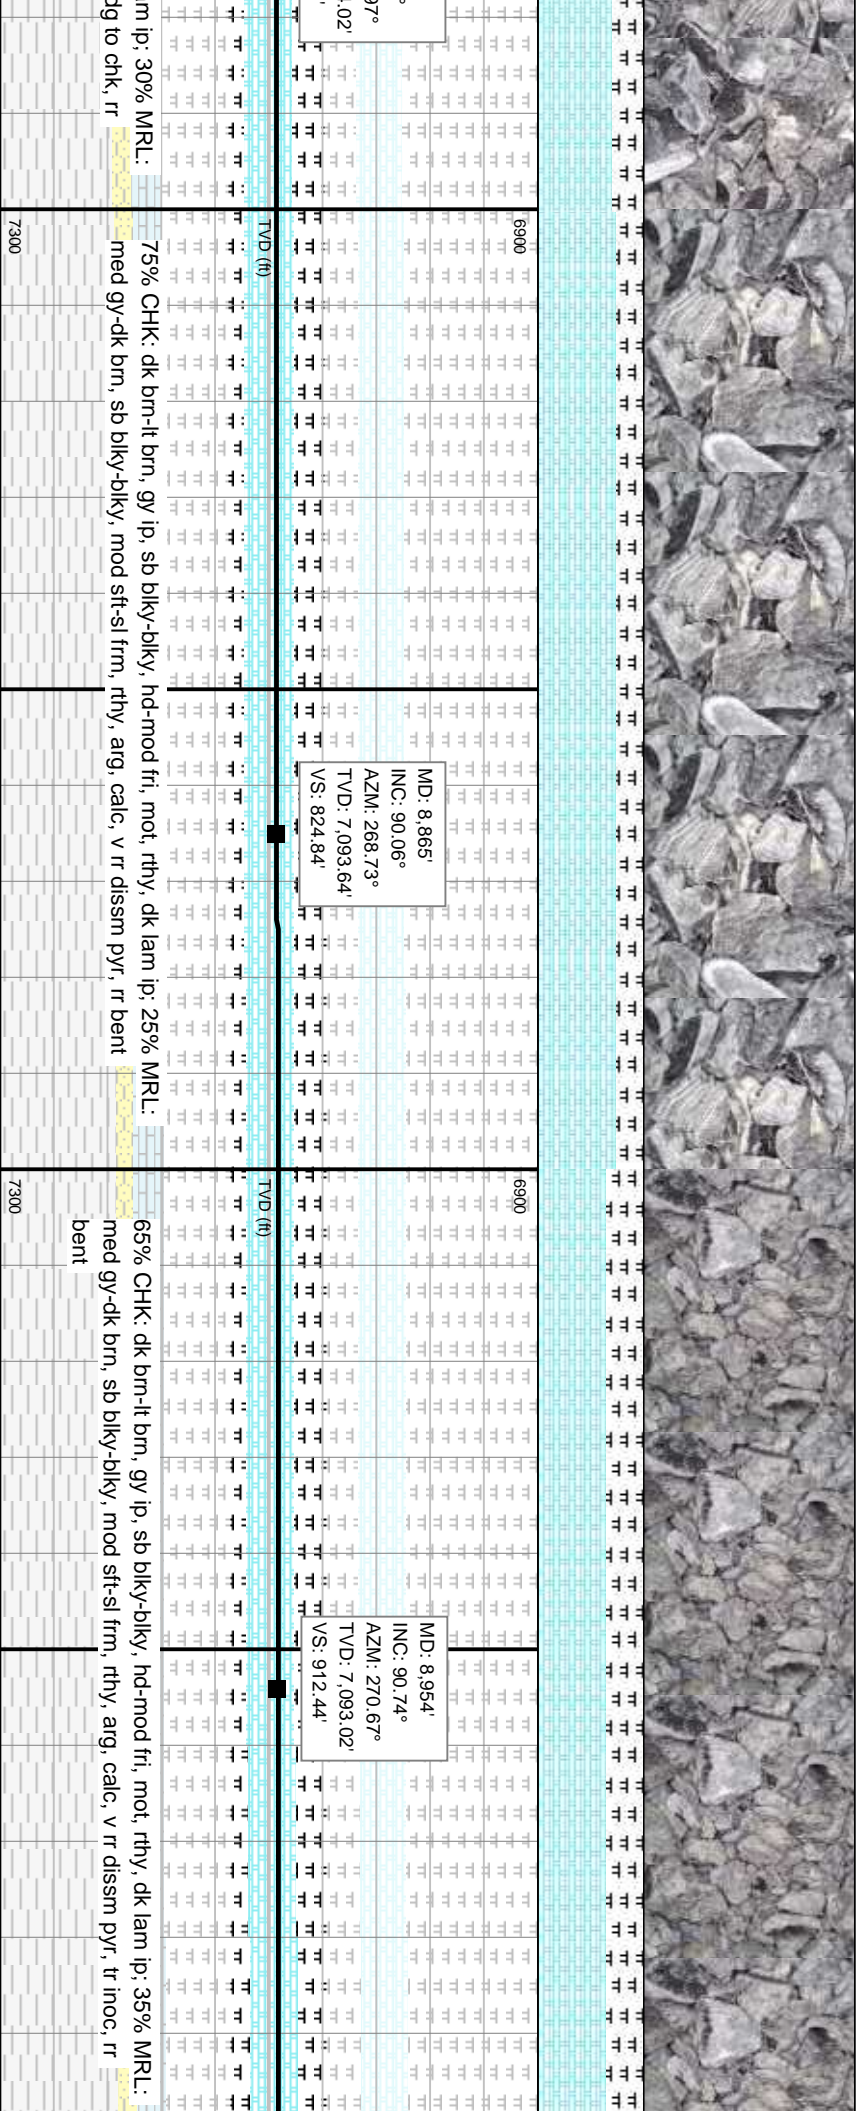 97°
.02'
m ip; 30% MRL:
dg to chk, rr
6900
TVD (ft)
7300
75% CHK: dk brn-lt brn, gy ip, sb blky-blky, hd-mod fri, mot, rthy, dk lam ip; 25% MRL:
med gy-dk brn, sb blky-blky, mod sft-sl frm, rthy, arg, calc, v rr dissm pyr, rr bent
MD: 8,865'
INC: 90.06°
AZM: 268.73°
TVD: 7,093.64'
VS: 824.84'
6900
TVD (ft)
7300
65% CHK: dk brn-lt brn, gy ip, sb blky-blky, hd-mod fri, mot, rthy, dk lam ip; 35% MRL:
med gy-dk brn, sb blky-blky, mod sft-sl frm, rthy, arg, calc, v rr dissm pyr, tr inoc, rr
bent
MD: 8,954'
INC: 90.74°
AZM: 270.67°
TVD: 7,093.02'
VS: 912.44'